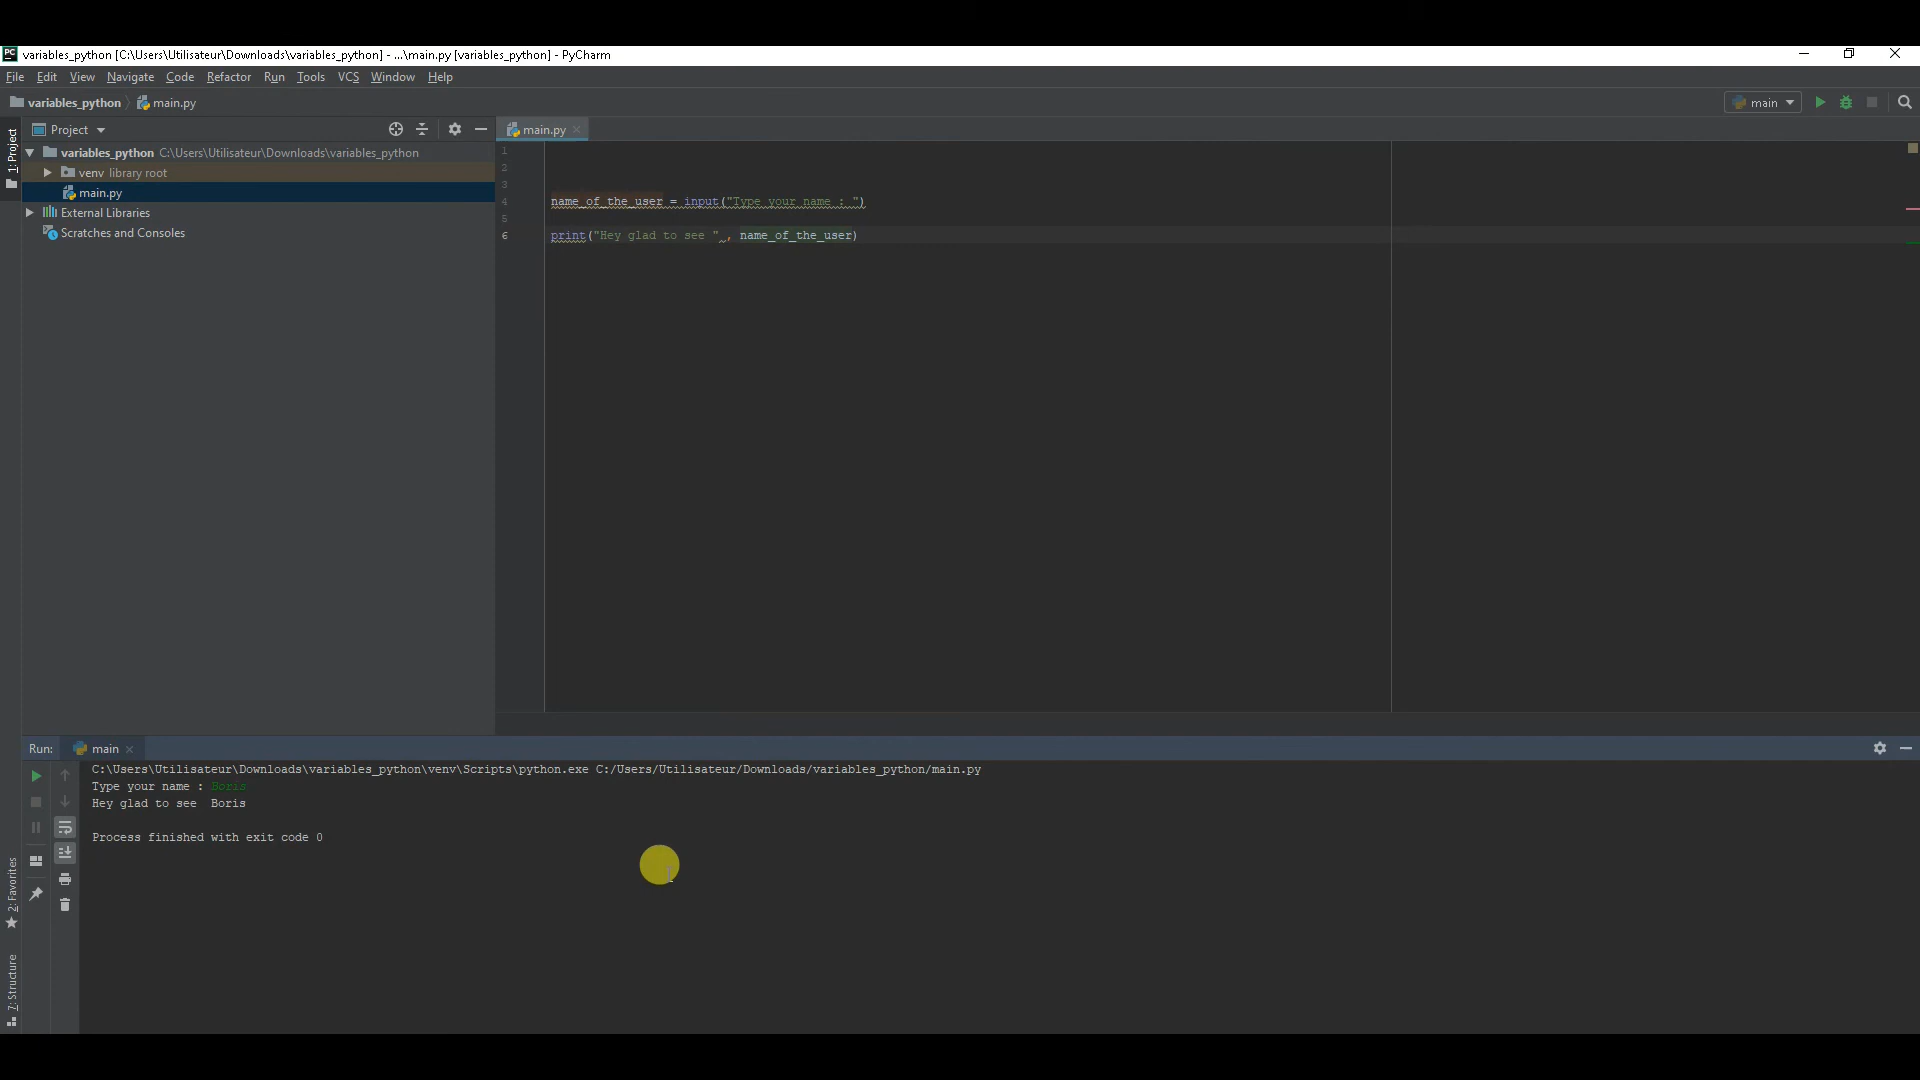 PC variables_python [C:\Users\Utilisateur\Downloads\variables_python] - ...\main.py [variables_python] - PyCharm
File Edit View Navigate Code Refactor Run Tools VCS Window Help
variables_python main.py main
1: Project
Project
main.py
variables_python C:\Users\Utilisateur\Downloads\variables_python
venv library root
main.py
External Libraries
Scratches and Consoles
1
2
3
4 name_of_the_user = input("Type your name : ")
5
6 print("Hey glad to see " , name_of_the_user)
Run: main
C:\Users\Utilisateur\Downloads\variables_python\venv\Scripts\python.exe C:/Users/Utilisateur/Downloads/variables_python/main.py
Type your name : Boris
Hey glad to see  Boris
Process finished with exit code 0
2: Favorites
7: Structure